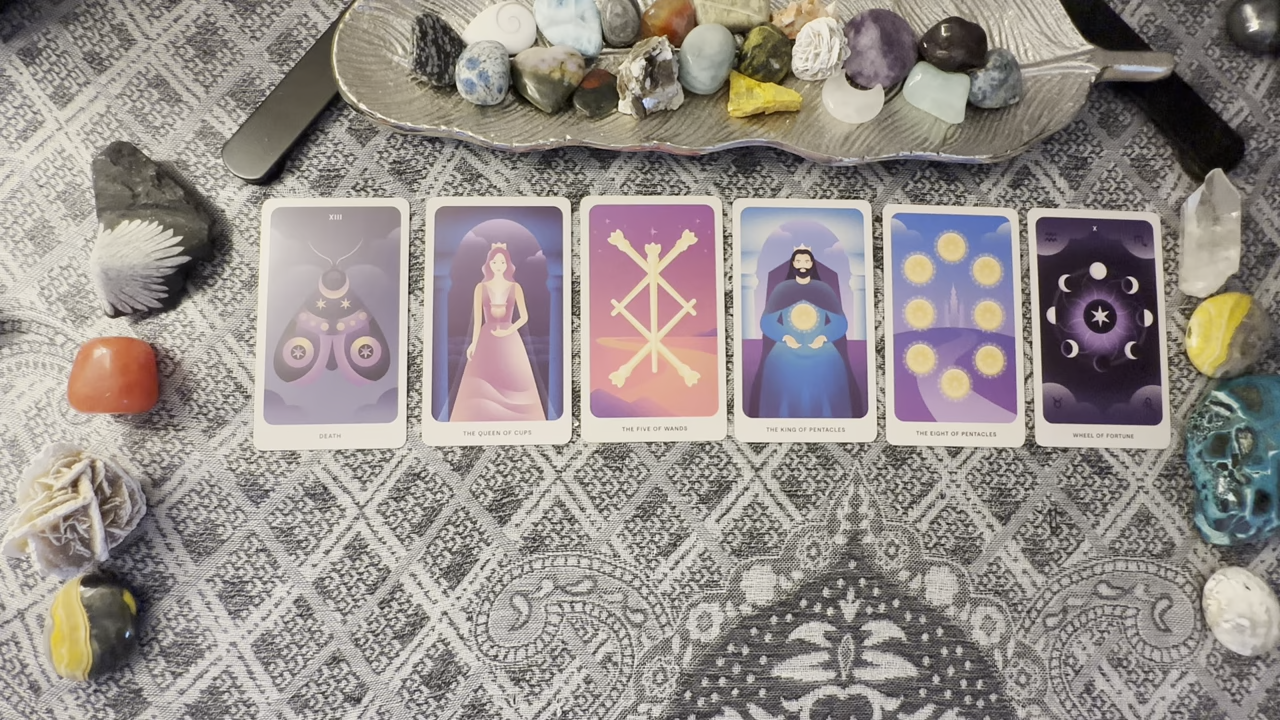 XIII
DEATH
THE QUEEN OF CUPS
THE FIVE OF WANDS
THE KING OF PENTACLES
THE EIGHT OF PENTACLES
X
WHEEL OF FORTUNE